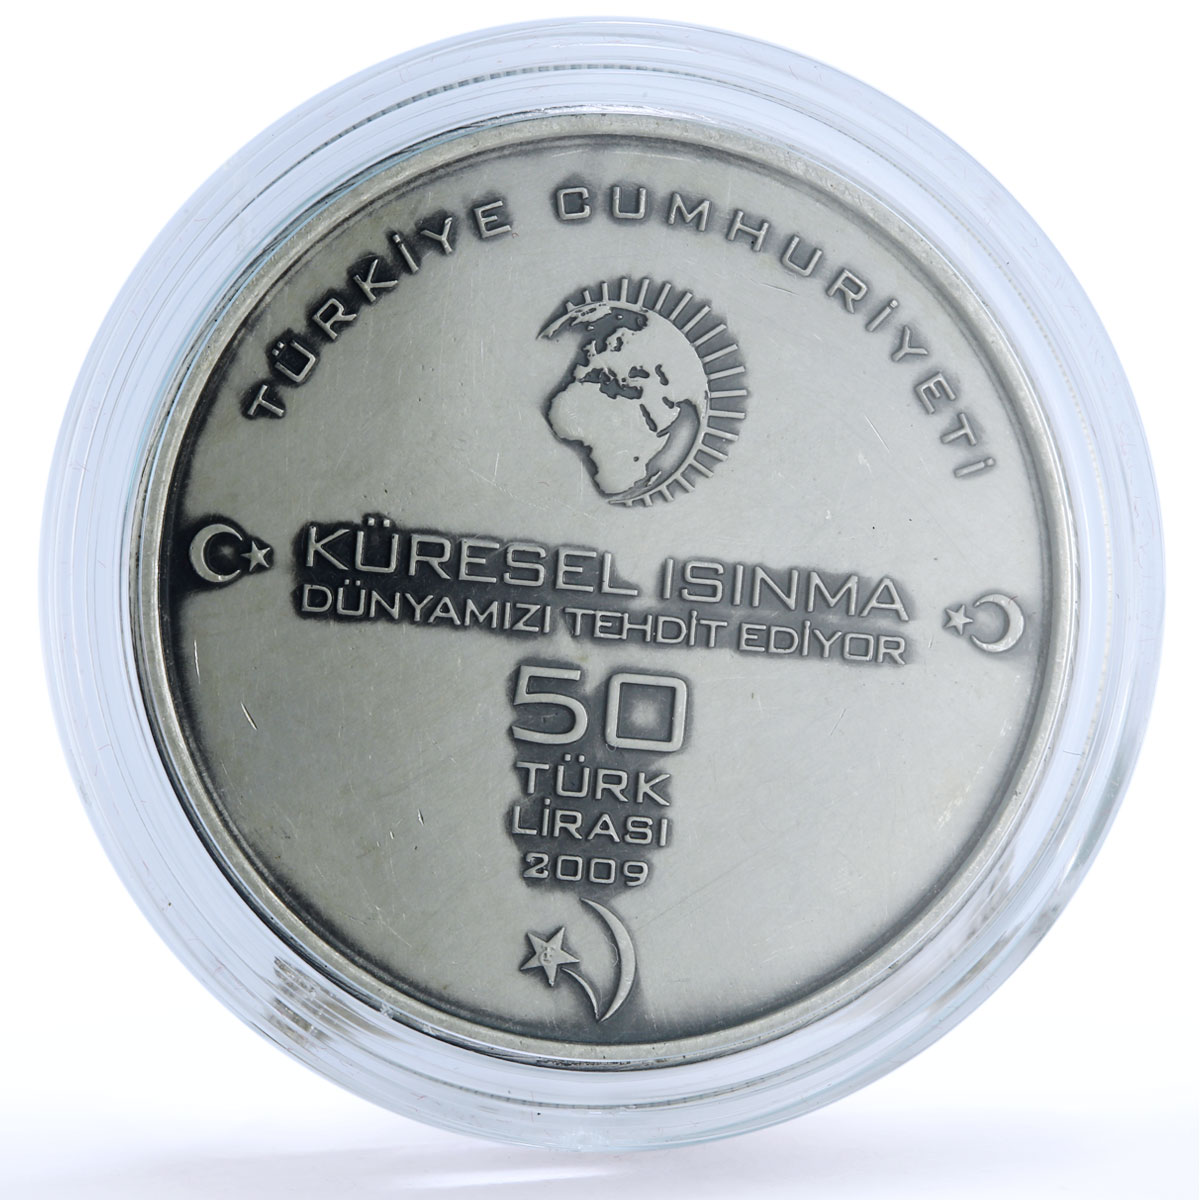 TÜRKİYE CUMHURİYETİ
KÜRESEL ISINMA
DÜNYAMIZI TEHDİT EDİYOR
50
TÜRK
LİRASI
2009